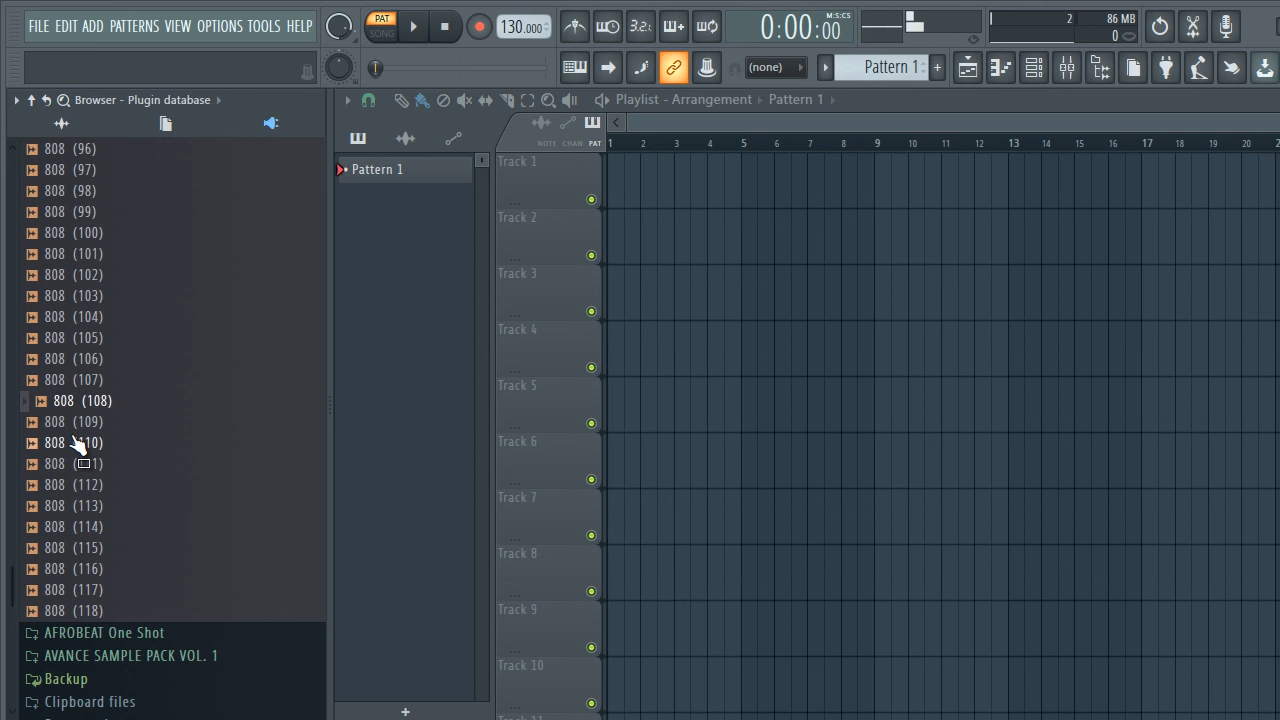 FILE EDIT ADD PATTERNS VIEW OPTIONS TOOLS HELP
PAT
SONG
130.000
3.2:
0:00:00
M:S:CS
2
86 MB
0
(none)
Pattern 1
+
Browser - Plugin database
Playlist - Arrangement
Pattern 1
NOTE CHAN PAT
1 2 3 4 5 6 7 8 9 10 11 12 13 14 15 16 17 18 19 20
808 (96)
808 (97)
808 (98)
808 (99)
808 (100)
808 (101)
808 (102)
808 (103)
808 (104)
808 (105)
808 (106)
808 (107)
808 (108)
808 (109)
808
808
808 (112)
808 (113)
808 (114)
808 (115)
808 (116)
808 (117)
808 (118)
AFROBEAT One Shot
AVANCE SAMPLE PACK VOL. 1
Backup
Clipboard files
Pattern 1
+
Track 1
...
Track 2
...
Track 3
...
Track 4
...
Track 5
...
Track 6
...
Track 7
...
Track 8
...
Track 9
...
Track 10
...